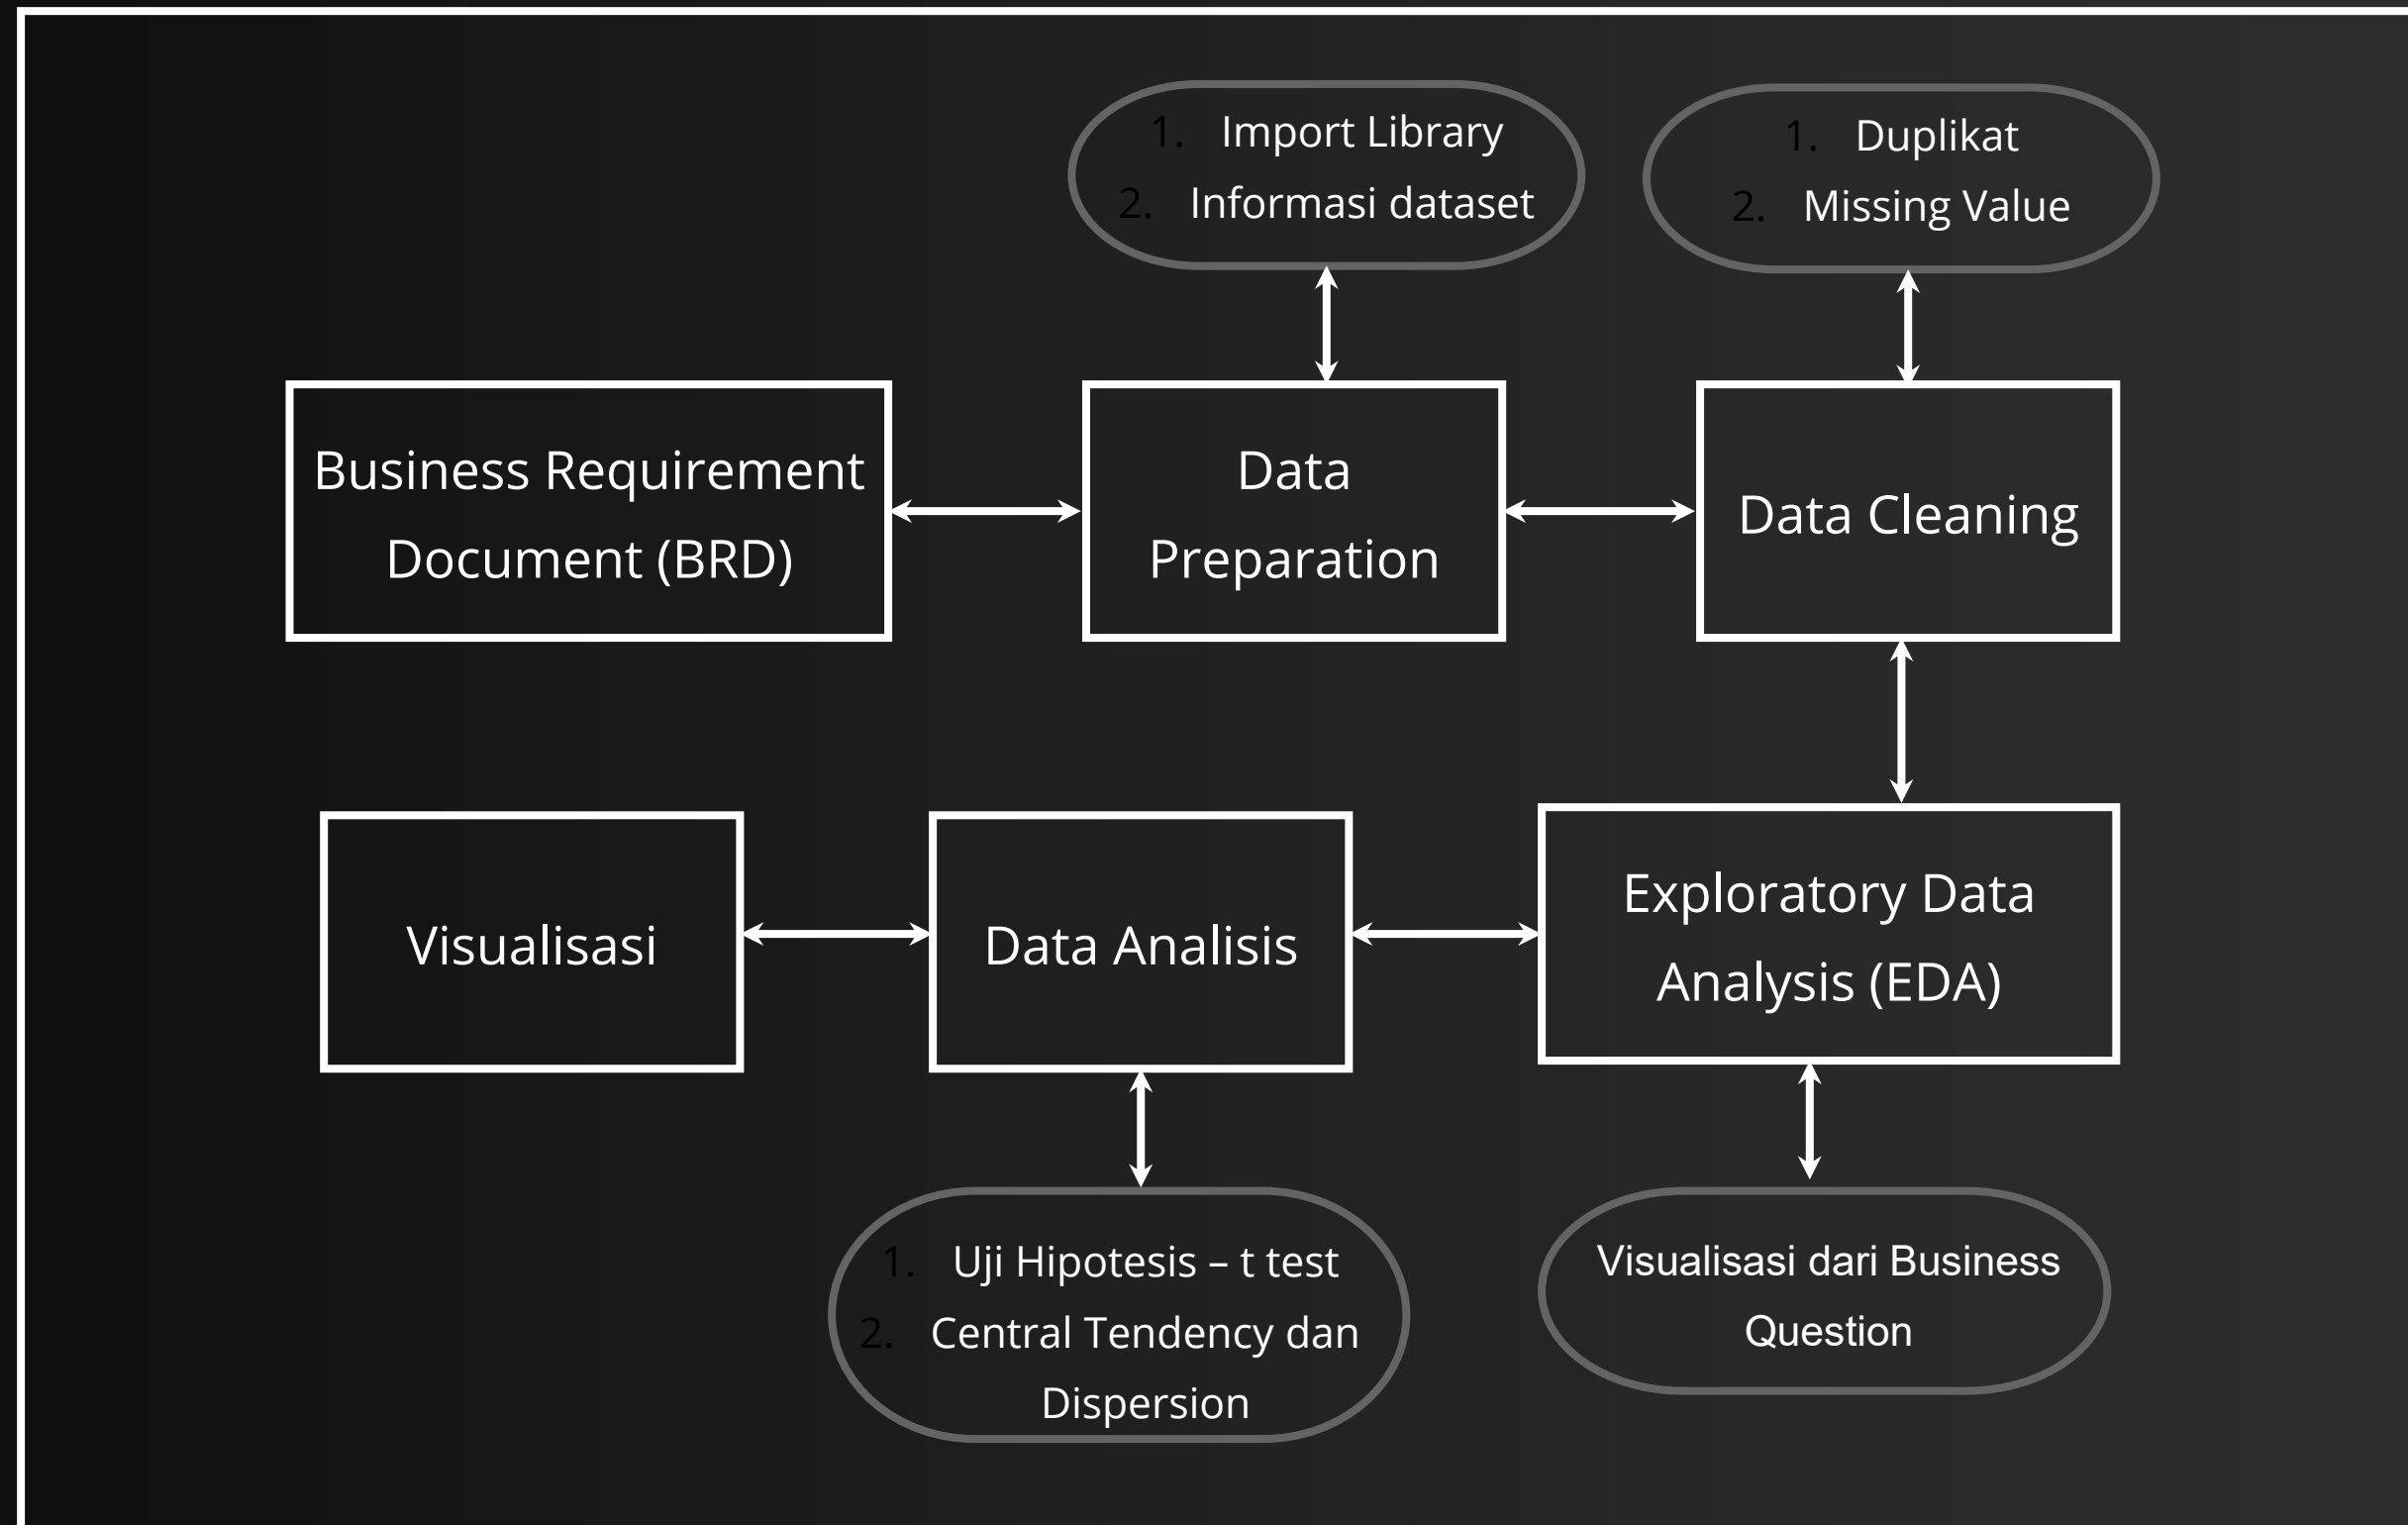 1. Import Library
2. Informasi dataset
1. Duplikat
2. Missing Value
Business Requirement
Document (BRD)
Data
Preparation
Data Cleaning
Visualisasi
Data Analisis
Exploratory Data
Analysis (EDA)
1. Uji Hipotesis – t test
2. Central Tendency dan
Dispersion
Visualisasi dari Business
Question